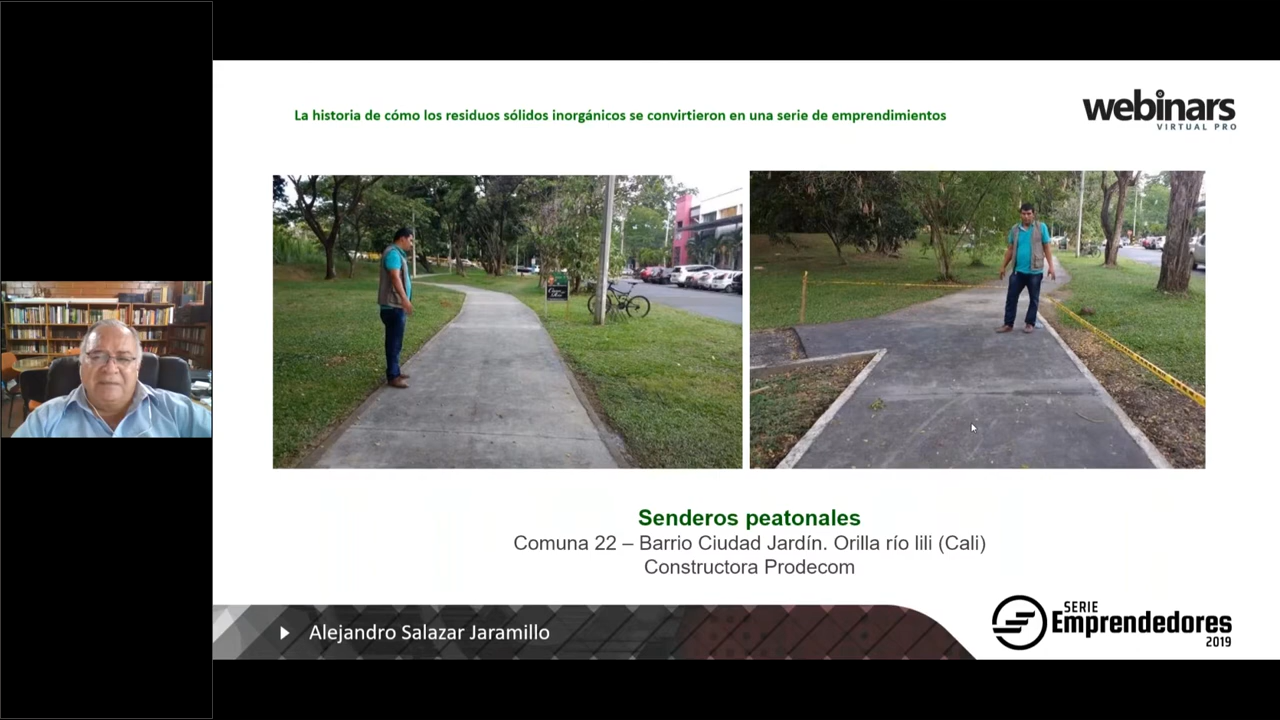 La historia de cómo los residuos sólidos inorgánicos se convirtieron en una serie de emprendimientos
webinars
VIRTUAL PRO
Senderos peatonales
Comuna 22 – Barrio Ciudad Jardín. Orilla río lili (Cali)
Constructora Prodecom
Alejandro Salazar Jaramillo
SERIE
Emprendedores
2019